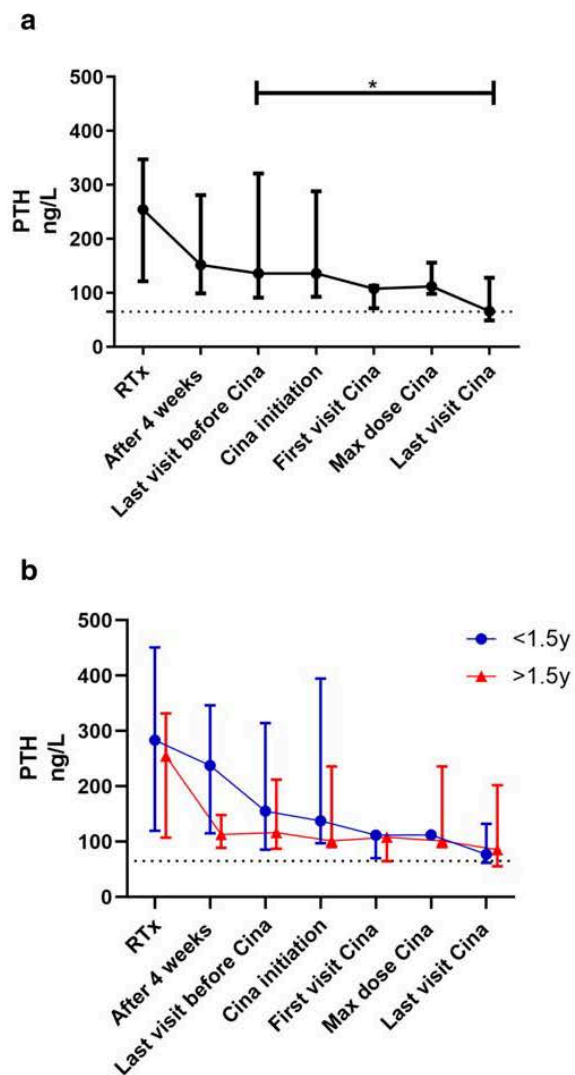 a
500
400
300
200
100
0
PTH
ng/L
*
RTx
After 4 weeks
Last visit before Cina
Cina initiation
First visit Cina
Max dose Cina
Last visit Cina
b
500
400
300
200
100
0
PTH
ng/L
<1.5y
>1.5y
RTx
After 4 weeks
Last visit before Cina
Cina initiation
First visit Cina
Max dose Cina
Last visit Cina